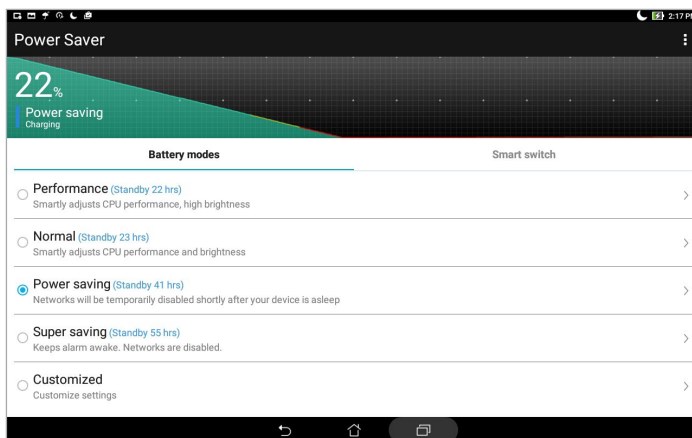 2:17 P
Power Saver
22%
Power saving
Charging
Battery modes
Smart switch
Performance (Standby 22 hrs)
Smartly adjusts CPU performance, high brightness
Normal (Standby 23 hrs)
Smartly adjusts CPU performance and brightness
Power saving (Standby 41 hrs)
Networks will be temporarily disabled shortly after your device is asleep
Super saving (Standby 55 hrs)
Keeps alarm awake. Networks are disabled.
Customized
Customize settings